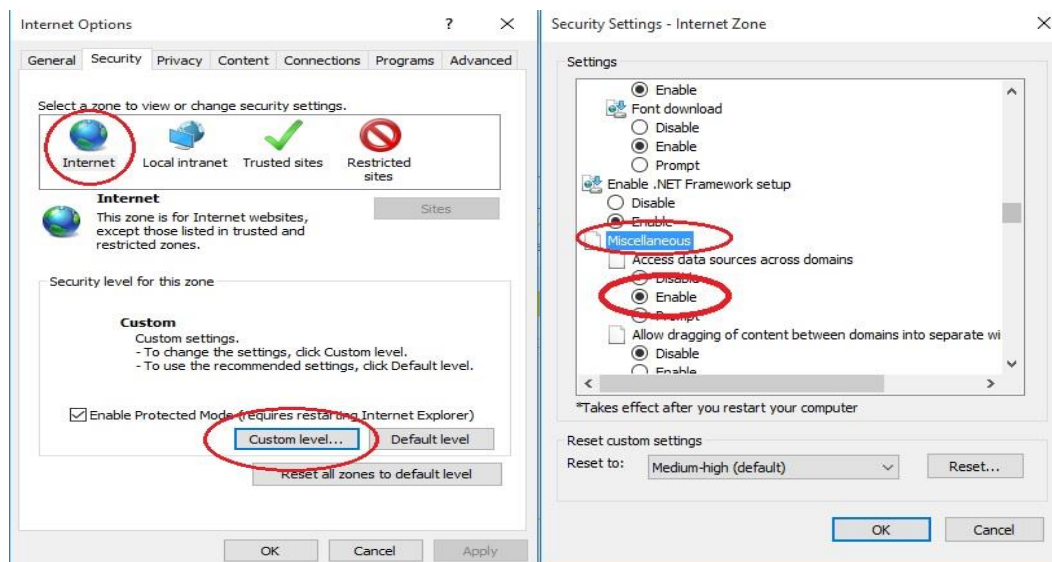 Internet Options
?
General Security Privacy Content Connections Programs Advanced
Select a zone to view or change security settings.
Internet Local intranet Trusted sites Restricted
sites
Internet
This zone is for Internet websites,
except those listed in trusted and
restricted zones.
Sites
Security level for this zone
Custom
Custom settings.
- To change the settings, click Custom level.
- To use the recommended settings, click Default level.
Enable Protected Mode (requires restarting Internet Explorer)
Custom level... Default level
Reset all zones to default level
OK Cancel Apply
Security Settings - Internet Zone
Settings
Enable
Font download
Disable
Enable
Prompt
Enable .NET Framework setup
Disable
Enable
Miscellaneous
Access data sources across domains
Disable
Enable
Prompt
Allow dragging of content between domains into separate wi
Disable
Enable
*Takes effect after you restart your computer
Reset custom settings
Reset to: Medium-high (default) Reset...
OK Cancel